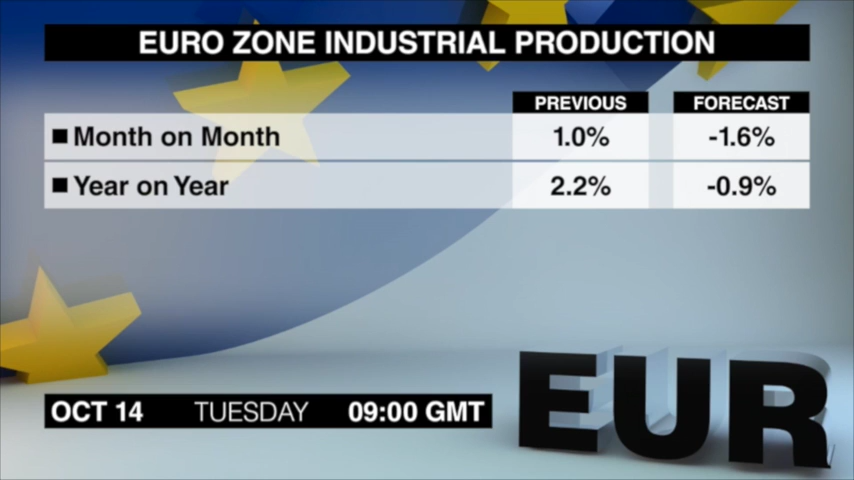 EURO ZONE INDUSTRIAL PRODUCTION
PREVIOUS FORECAST
Month on Month 1.0% -1.6%
Year on Year 2.2% -0.9%
OCT 14 TUESDAY 09:00 GMT
EUR